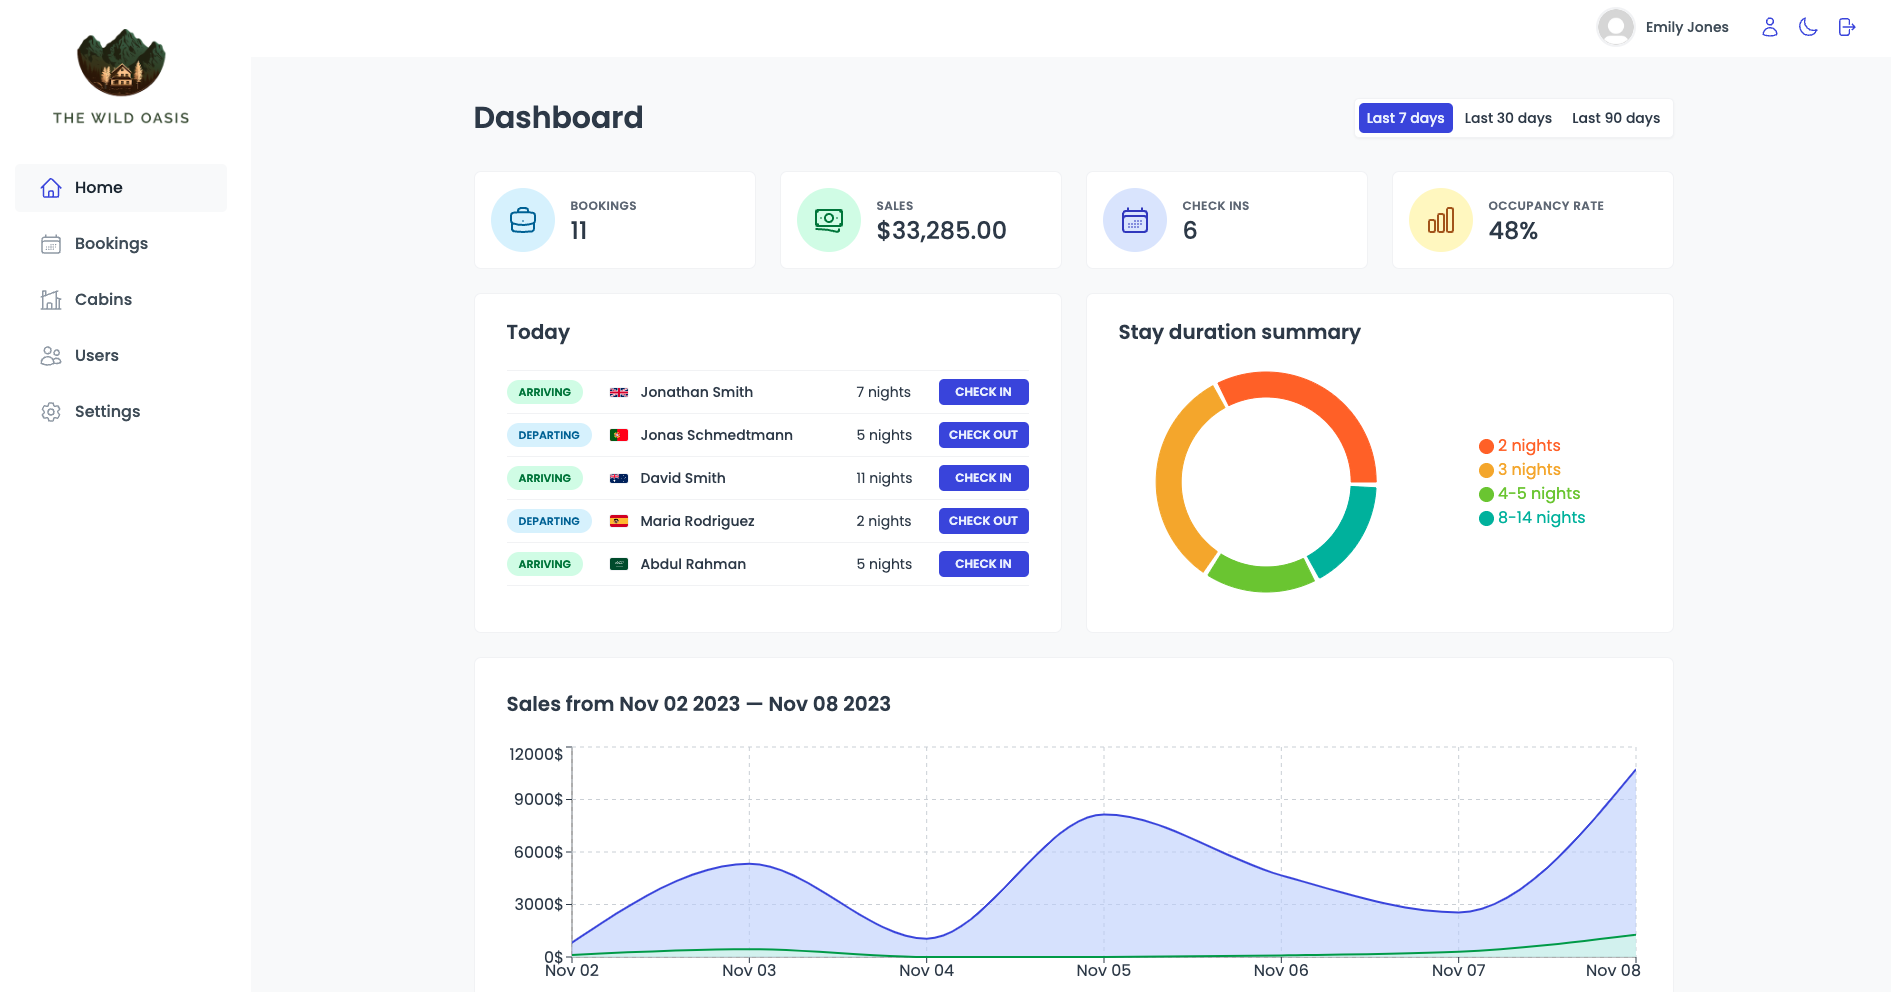 THE WILD OASIS
Home
Bookings
Cabins
Users
Settings
Emily Jones
Dashboard
Last 7 days Last 30 days Last 90 days
BOOKINGS
11
SALES
$33,285.00
CHECK INS
6
OCCUPANCY RATE
48%
Today
ARRIVING Jonathan Smith 7 nights CHECK IN
DEPARTING Jonas Schmedtmann 5 nights CHECK OUT
ARRIVING David Smith 11 nights CHECK IN
DEPARTING Maria Rodriguez 2 nights CHECK OUT
ARRIVING Abdul Rahman 5 nights CHECK IN
Stay duration summary
2 nights
3 nights
4-5 nights
8-14 nights
Sales from Nov 02 2023 — Nov 08 2023
12000$
9000$
6000$
3000$
0$
Nov 02 Nov 03 Nov 04 Nov 05 Nov 06 Nov 07 Nov 08